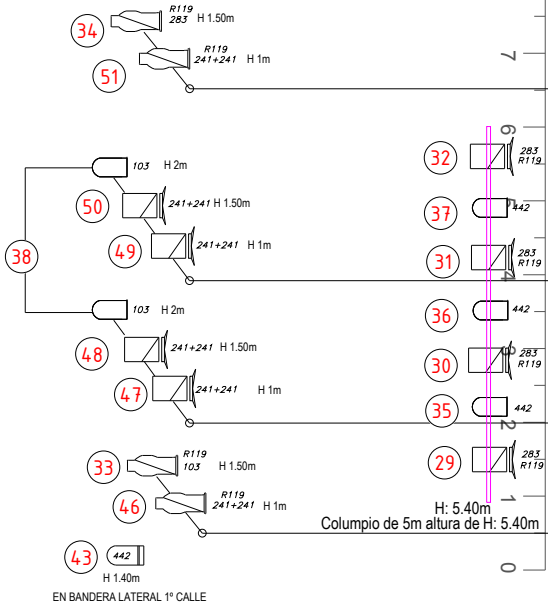 34
R119
283 H 1.50m
51
R119
241+241 H 1m
7
6
103 H 2m
32
283
R119
50
241+241 H 1.50m
37
442
5
49
241+241 H 1m
31
283
R119
38
4
103 H 2m
36
442
48
241+241 H 1.50m
30
283
R119
3
47
241+241 H 1m
35
442
2
33
R119
103 H 1.50m
29
283
R119
46
R119
241+241 H 1m
1
H: 5.40m
Columpio de 5m altura de H: 5.40m
43
442
H 1.40m
0
EN BANDERA LATERAL 1º CALLE